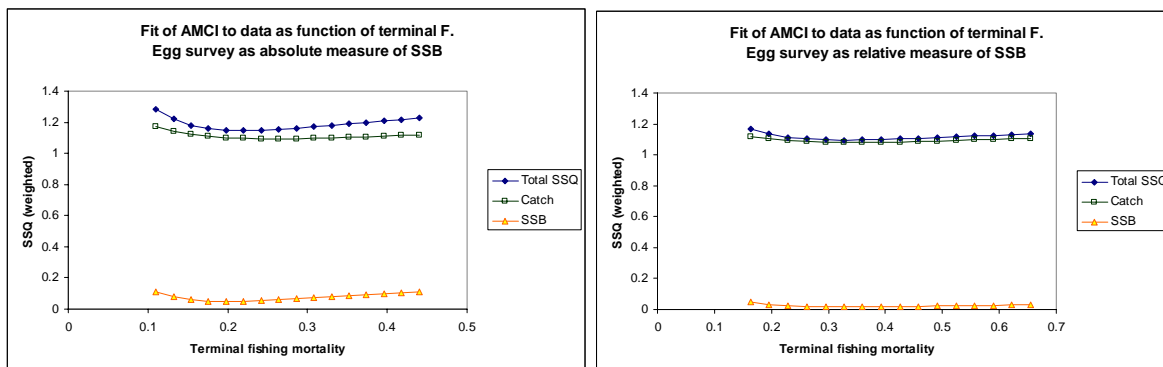 Fit of AMCI to data as function of terminal F.
Egg survey as absolute measure of SSB
SSQ (weighted)
1.4
1.2
1
0.8
0.6
0.4
0.2
0
0 0.1 0.2 0.3 0.4 0.5
Terminal fishing mortality
Total SSQ
Catch
SSB
Fit of AMCI to data as function of terminal F.
Egg survey as relative measure of SSB
SSQ (weighted)
1.4
1.2
1
0.8
0.6
0.4
0.2
0
0 0.1 0.2 0.3 0.4 0.5 0.6 0.7
Terminal fishing mortality
Total SSQ
Catch
SSB